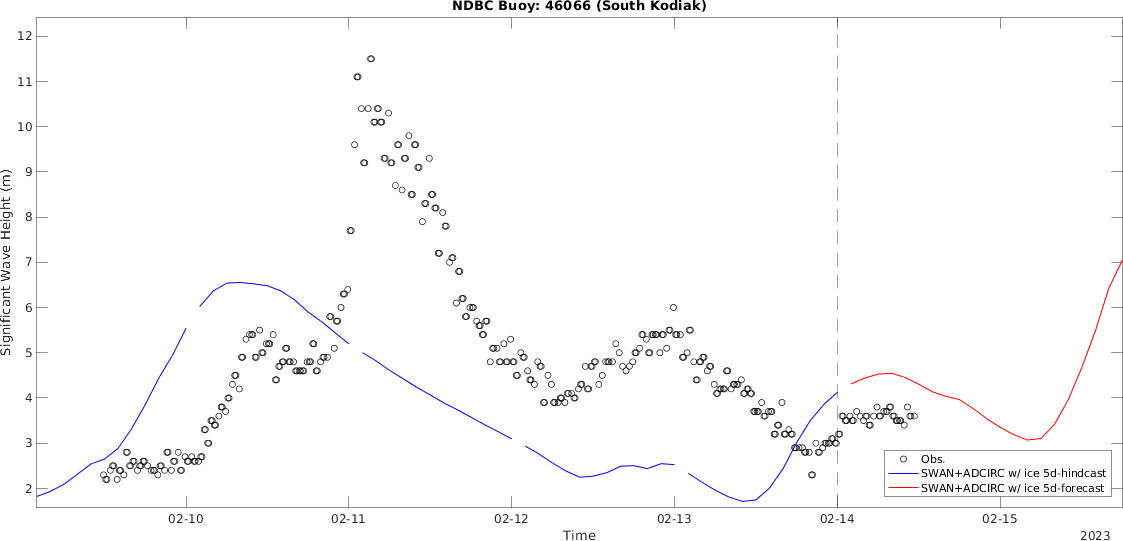 NDBC Buoy: 46066 (South Kodiak)
Significant Wave Height (m)
12
11
10
9
8
7
6
5
4
3
2
Obs.
SWAN+ADCIRC w/ ice 5d-hindcast
SWAN+ADCIRC w/ ice 5d-forecast
02-10 02-11 02-12 02-13 02-14 02-15
Time
2023